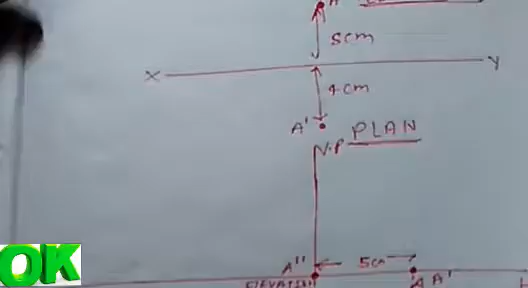 A
5cm
X Y
4cm
A' PLAN
V.P
A'' 5cm
ELEVATION A A'
OK